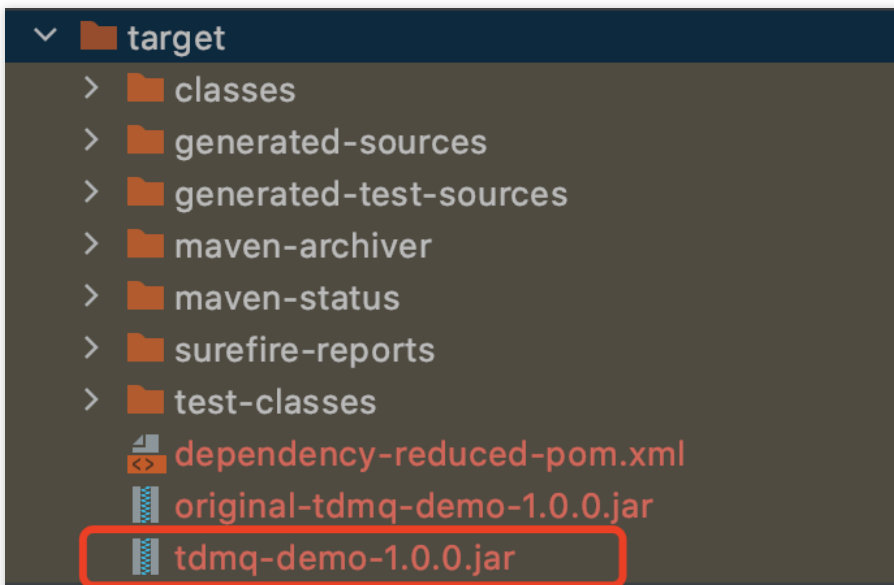 target
classes
generated-sources
generated-test-sources
maven-archiver
maven-status
surefire-reports
test-classes
dependency-reduced-pom.xml
original-tdmq-demo-1.0.0.jar
tdmq-demo-1.0.0.jar